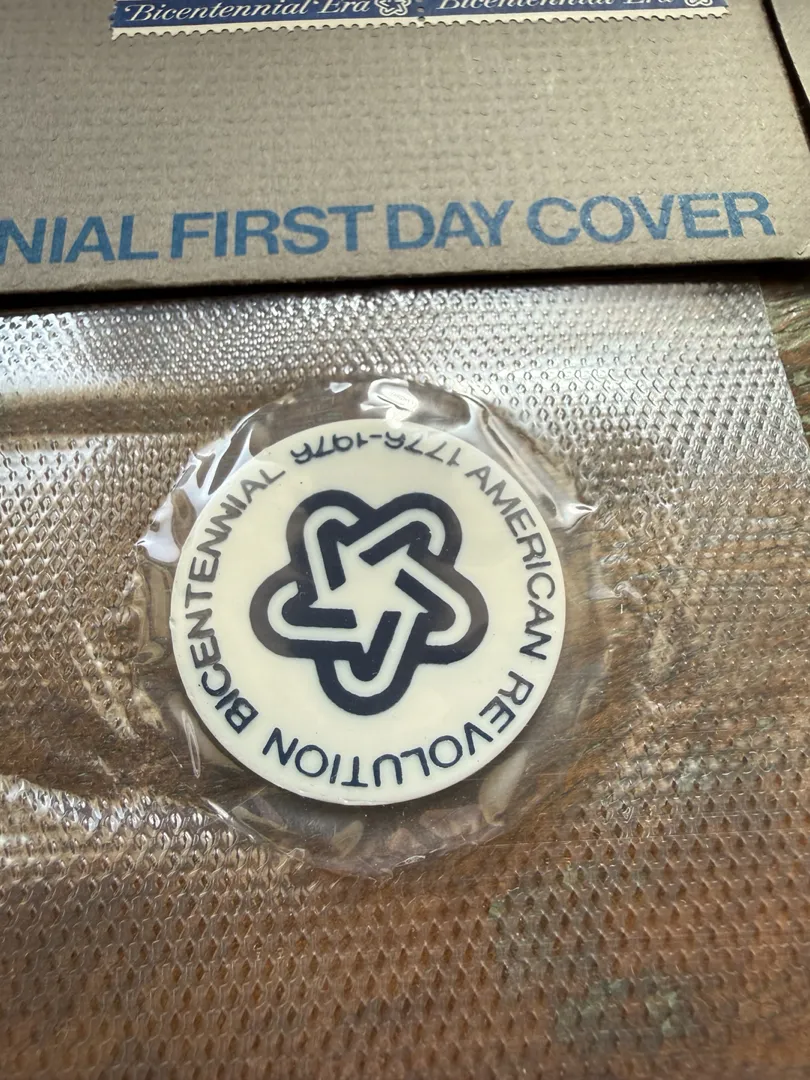 Bicentennial Era Bicentennial Era
NIAL FIRST DAY COVER
AMERICAN REVOLUTION BICENTENNIAL 1776-1976